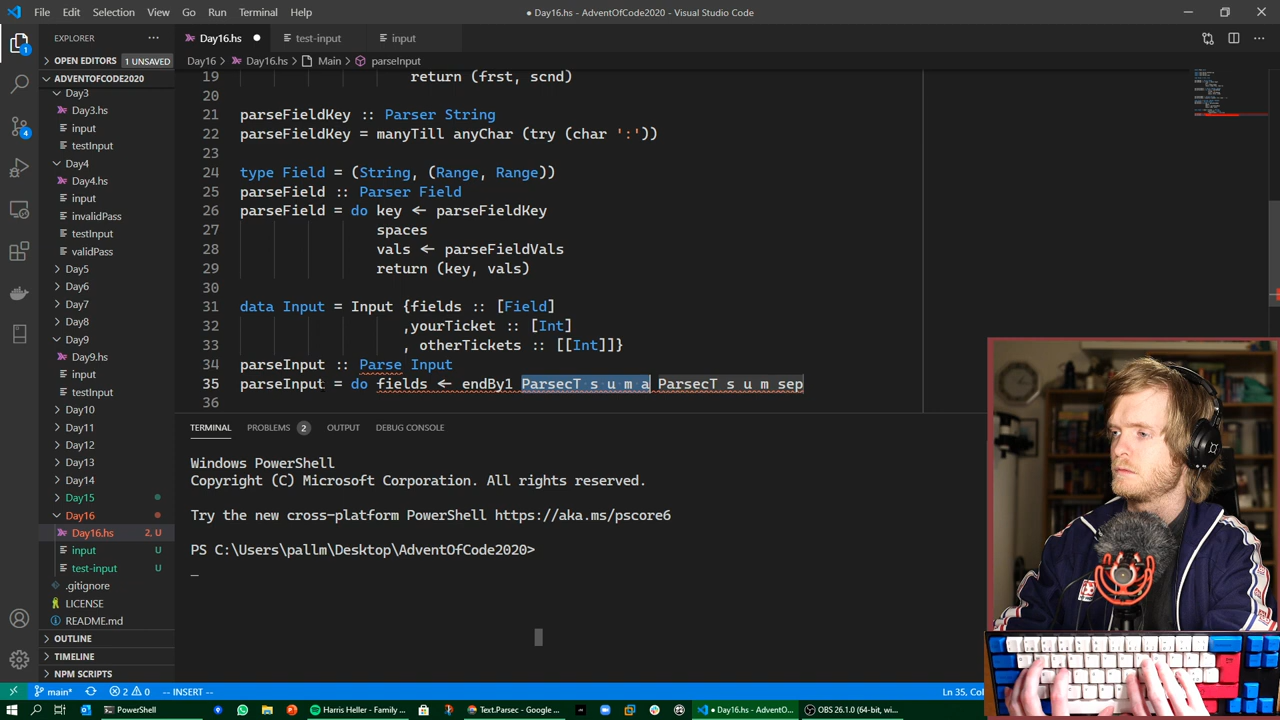 File Edit Selection View Go Run Terminal Help
● Day16.hs - AdventOfCode2020 - Visual Studio Code
EXPLORER ···
Day16.hs ● test-input input
OPEN EDITORS 1 UNSAVED
Day16 > Day16.hs > Main > parseInput
ADVENTOFCODE2020
Day3
Day3.hs
input
testInput
Day4
Day4.hs
input
invalidPass
testInput
validPass
Day5
Day6
Day7
Day8
Day9
Day9.hs
input
testInput
Day10
Day11
Day12
Day13
Day14
Day15
Day16
Day16.hs 2, U
input U
test-input U
.gitignore
LICENSE
README.md
OUTLINE
TIMELINE
NPM SCRIPTS
19 return (frst, scnd)
20
21 parseFieldKey :: Parser String
22 parseFieldKey = manyTill anyChar (try (char ':'))
23
24 type Field = (String, (Range, Range))
25 parseField :: Parser Field
26 parseField = do key ← parseFieldKey
27 spaces
28 vals ← parseFieldVals
29 return (key, vals)
30
31 data Input = Input {fields :: [Field]
32 ,yourTicket :: [Int]
33 , otherTickets :: [[Int]]}
34 parseInput :: Parse Input
35 parseInput = do fields ← endBy1 ParsecT s u m a ParsecT s u m sep
36
TERMINAL PROBLEMS 2 OUTPUT DEBUG CONSOLE
Windows PowerShell
Copyright (C) Microsoft Corporation. All rights reserved.
Try the new cross-platform PowerShell https://aka.ms/pscore6
PS C:\Users\pallm\Desktop\AdventOfCode2020>
main* 2 0 -- INSERT -- Ln 35,
PowerShell Harris Heller - Family ... Text.Parsec - Google ... ● Day16.hs - AdventO... OBS 26.1.0 (64-bit, wi...
1
4